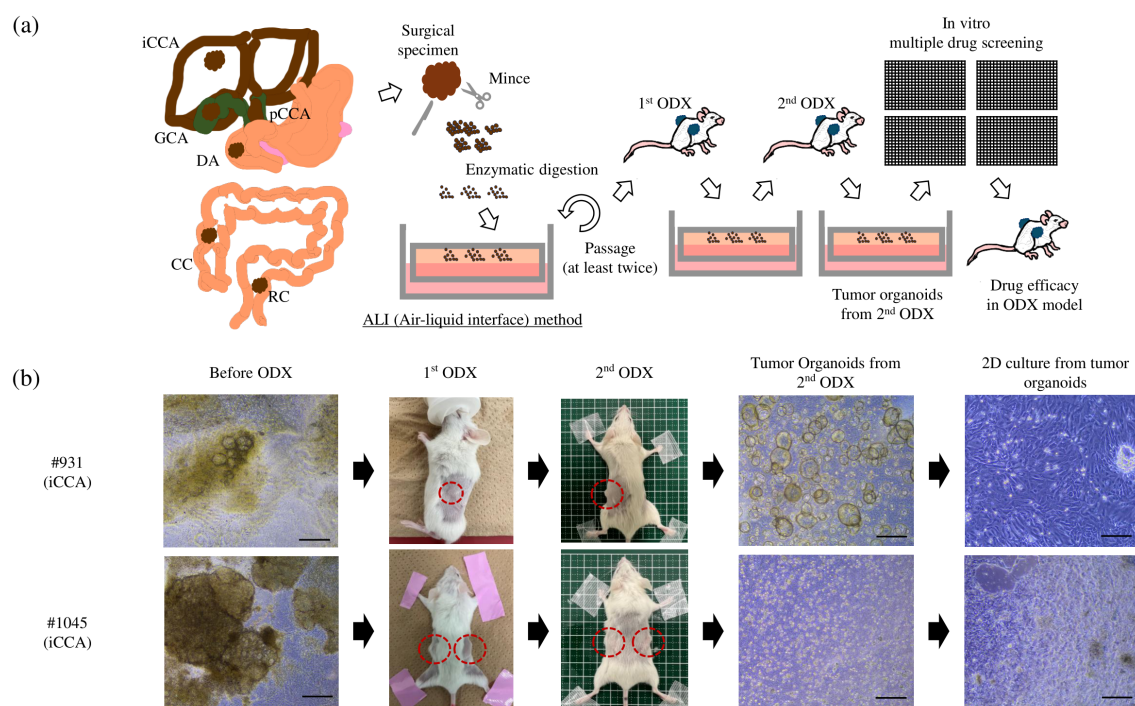 (a)
iCCA
GCA
pCCA
DA
CC
RC
Surgical
specimen
Mince
Enzymatic digestion
Passage
(at least twice)
ALI (Air-liquid interface) method
1st ODX
2nd ODX
In vitro
multiple drug screening
Tumor organoids
from 2nd ODX
Drug efficacy
in ODX model
(b)
Before ODX
1st ODX
2nd ODX
Tumor Organoids from
2nd ODX
2D culture from tumor
organoids
#931
(iCCA)
#1045
(iCCA)